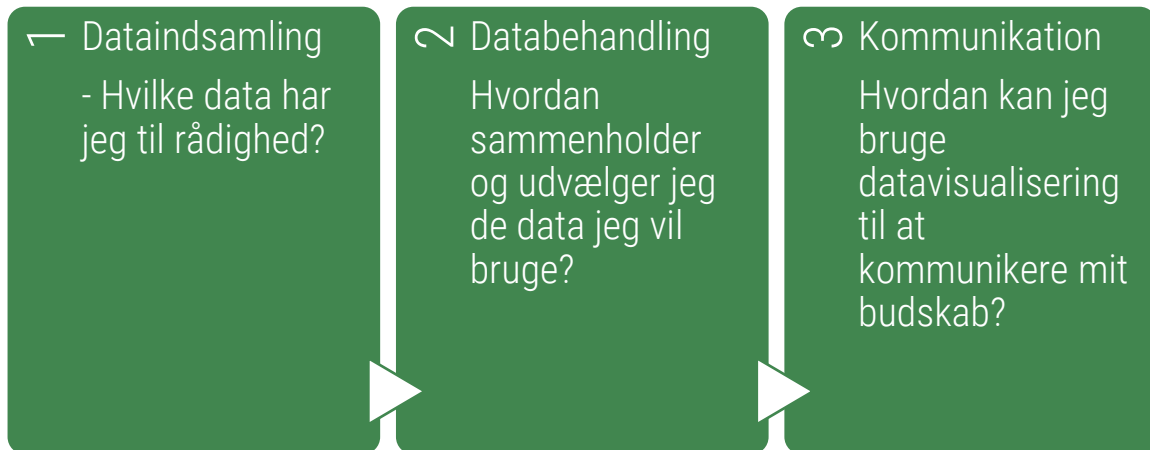 1
Dataindsamling
- Hvilke data har
jeg til rådighed?
2
Databehandling
Hvordan
sammenholder
og udvælger jeg
de data jeg vil
bruge?
3
Kommunikation
Hvordan kan jeg
bruge
datavisualisering
til at
kommunikere mit
budskab?